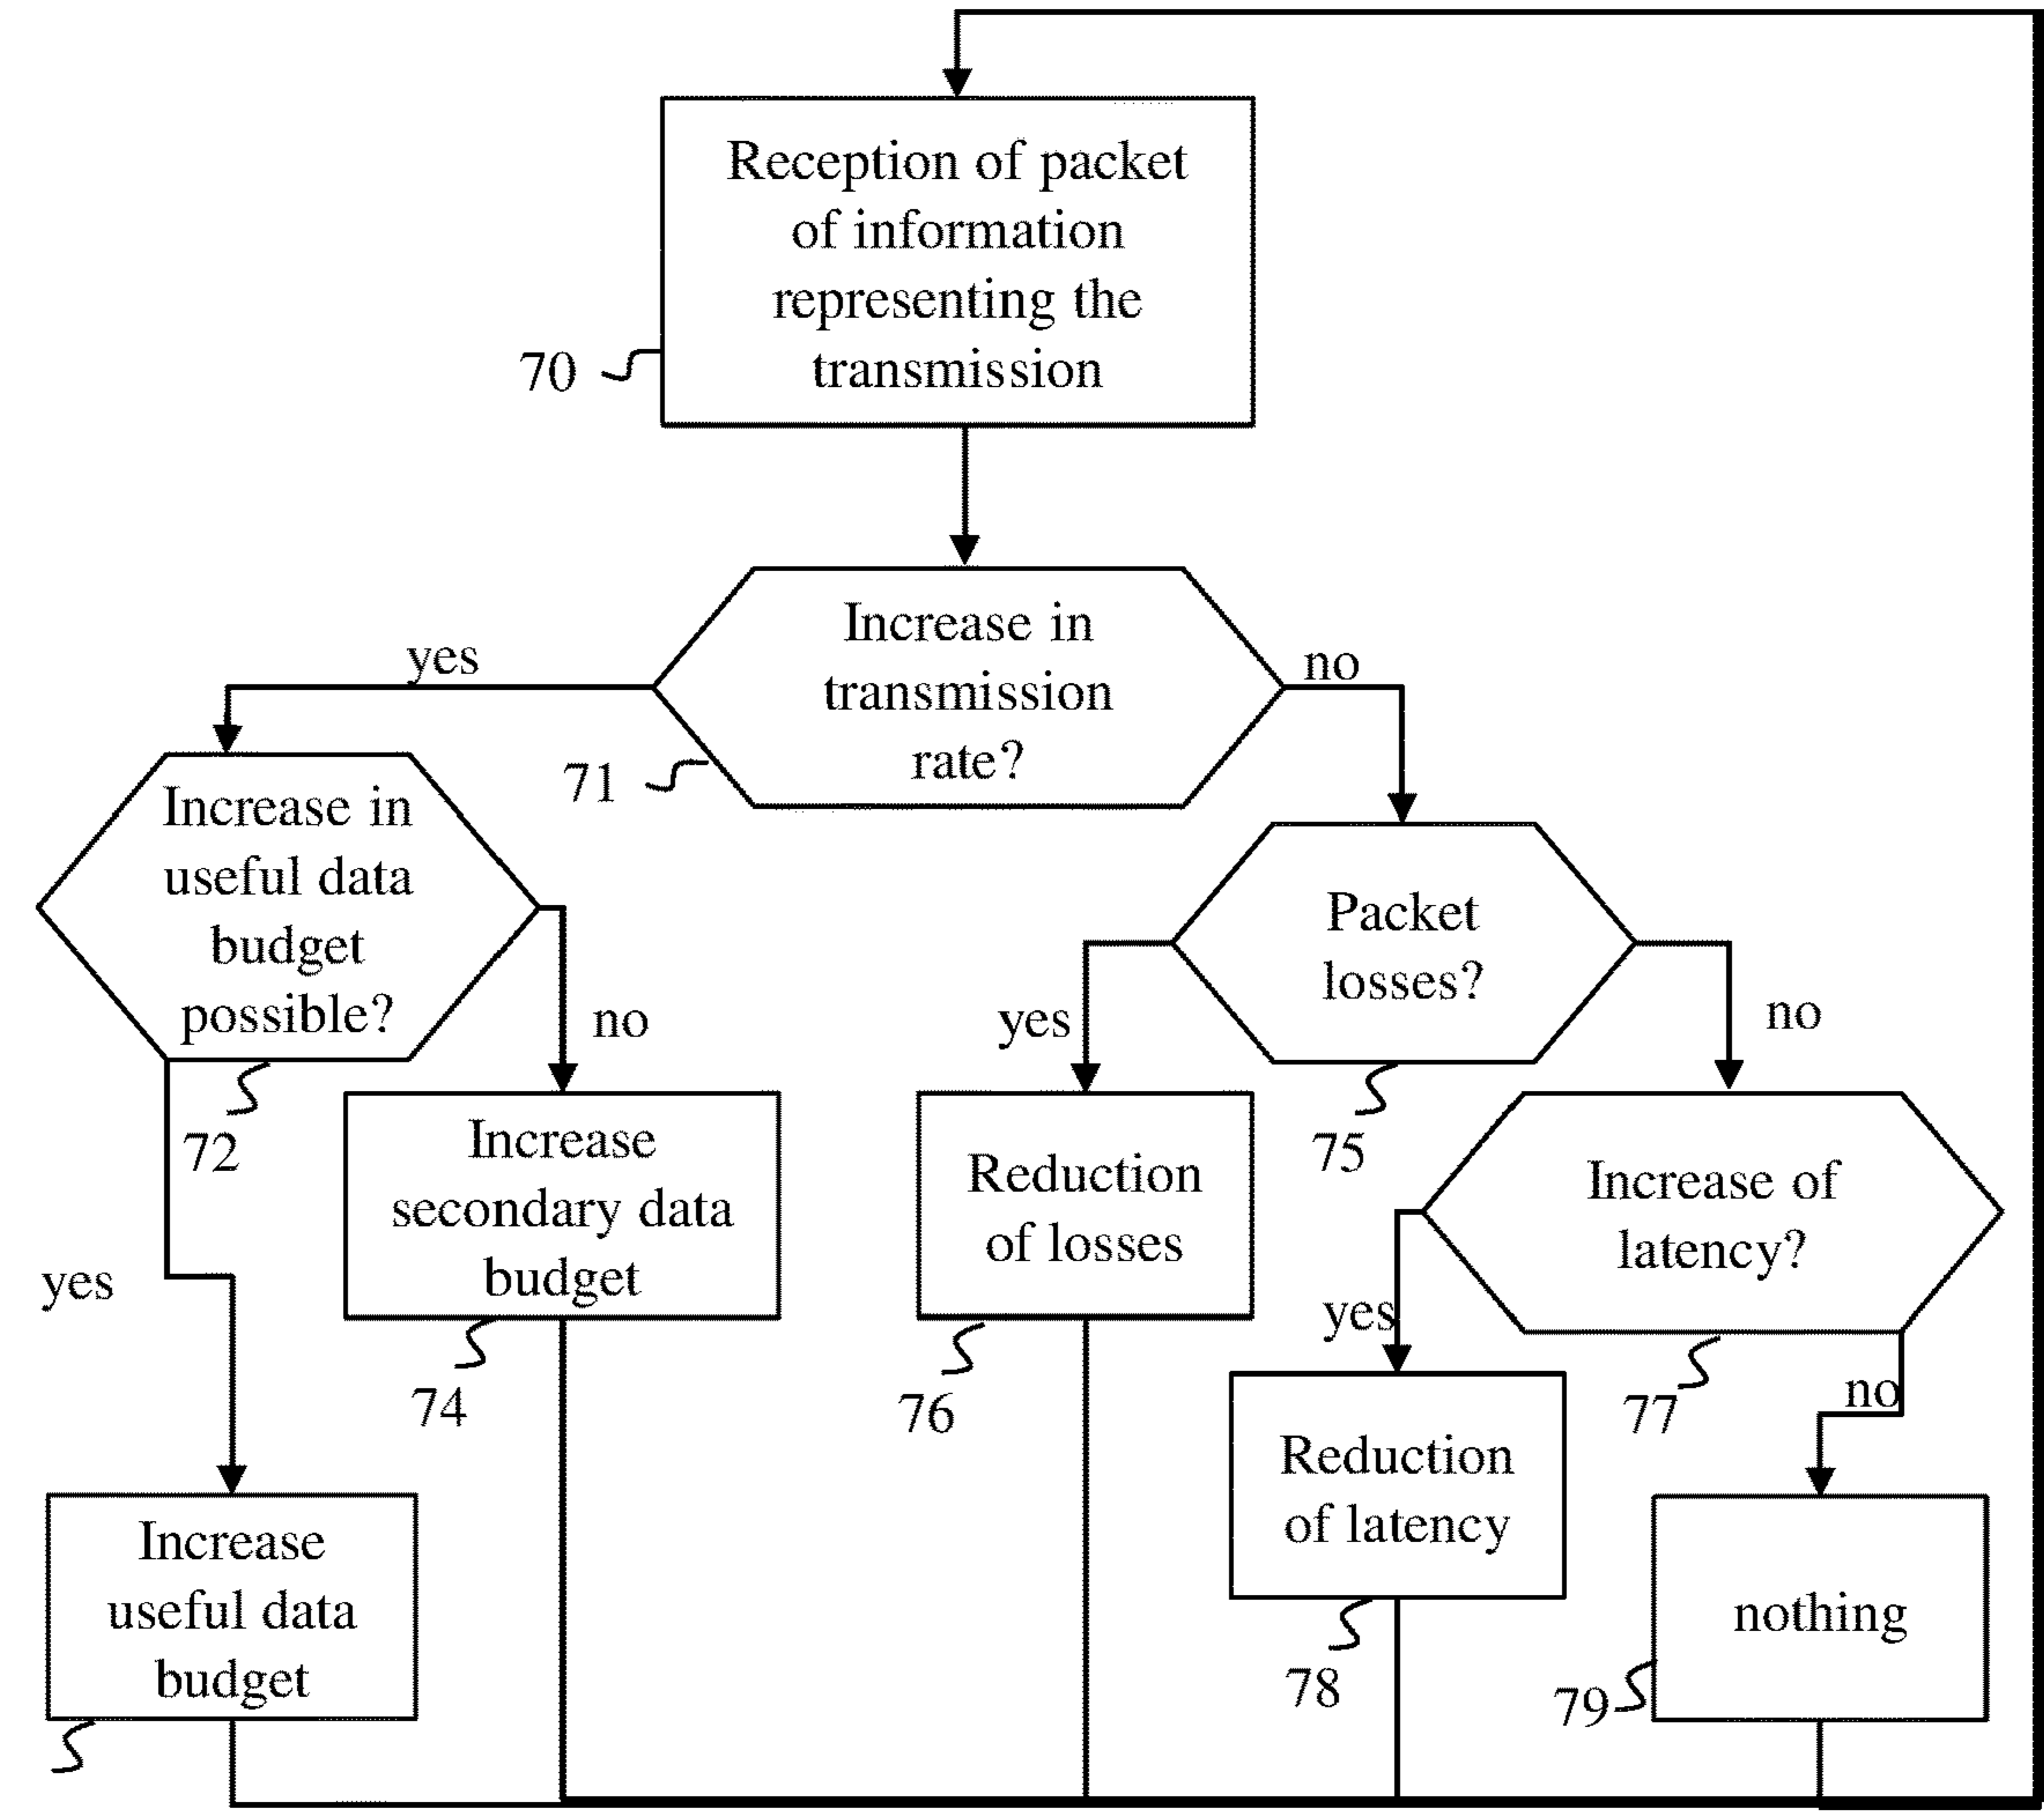 Reception of packet
of information
representing the
transmission
70
Increase in
transmission
rate?
71
yes
no
Increase in
useful data
budget
possible?
72
no
yes
Packet
losses?
75
yes
no
Increase
secondary data
budget
74
Reduction
of losses
76
Increase of
latency?
77
yes
no
Reduction
of latency
78
Increase
useful data
budget
nothing
79